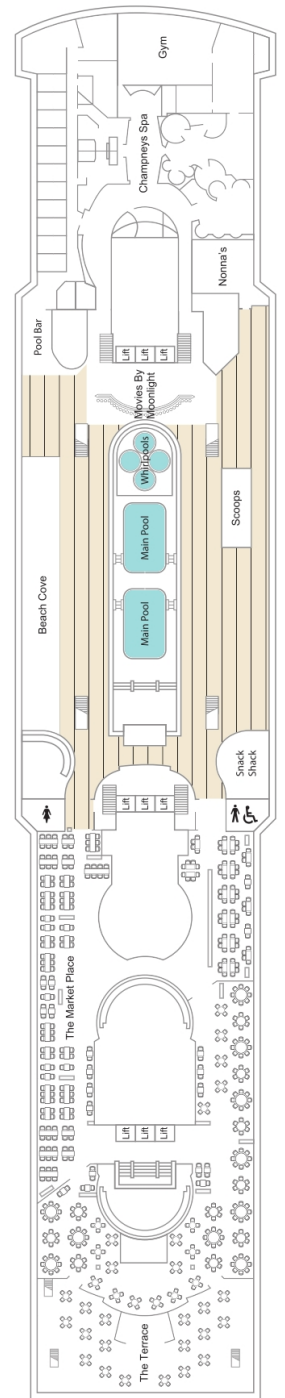 Gym
Champneys Spa
Nonna's
Pool Bar
Lift
Lift
Lift
Movies By
Moonlight
Whirlpools
Main Pool
Main Pool
Scoops
Beach Cove
Snack
Shack
Lift
Lift
Lift
The Market Place
Lift
Lift
Lift
The Terrace